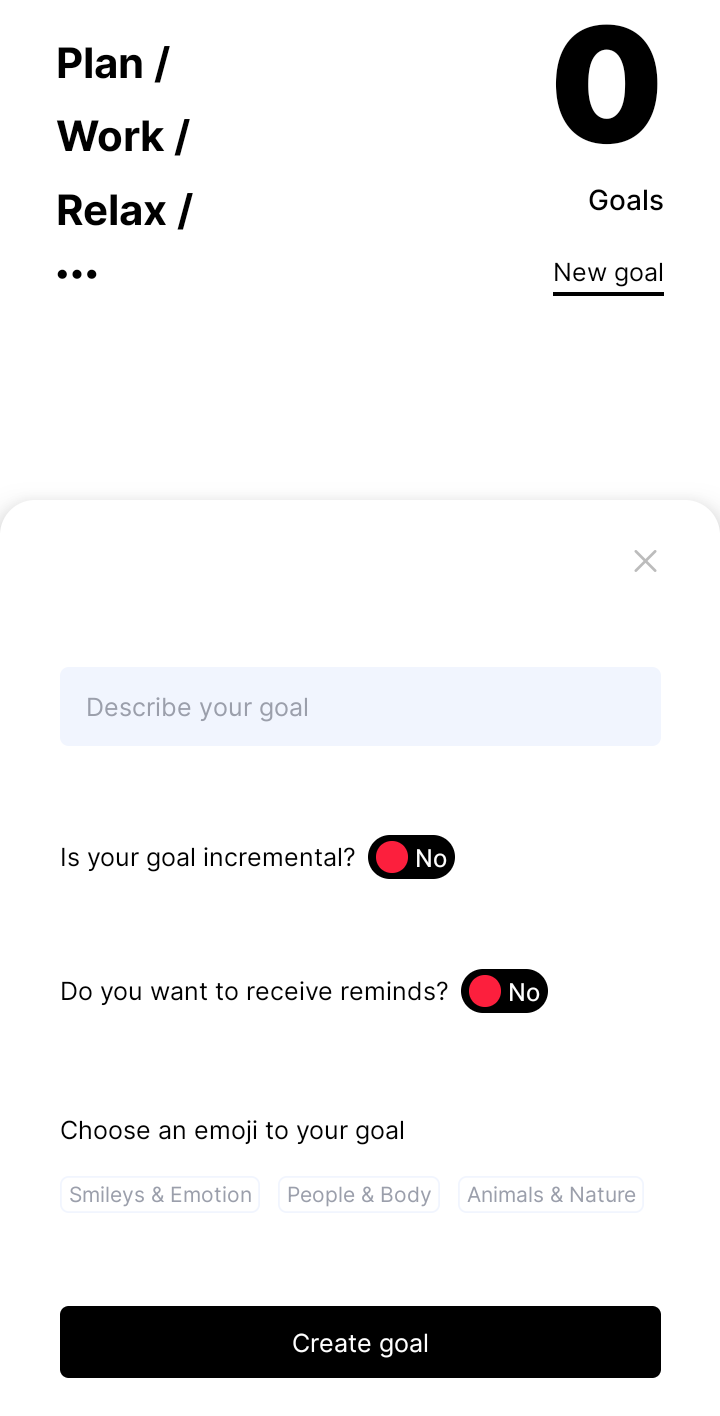 Plan /
Work /
Relax /
•••
0
Goals
New goal
Describe your goal
Is your goal incremental? No
Do you want to receive reminds? No
Choose an emoji to your goal
Smileys & Emotion People & Body Animals & Nature
Create goal